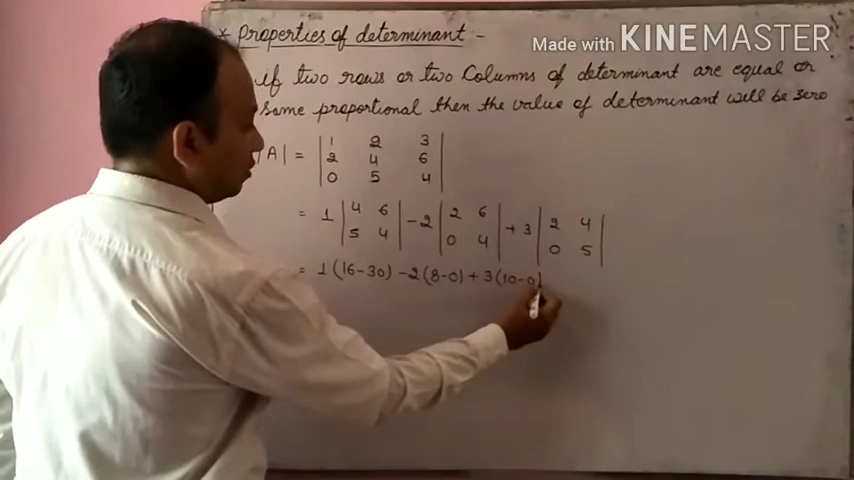 Made with KINEMASTER
* Properties of determinant -
if two rows or two Columns of determinant are equal or
same proportional then the value of determinant will be zero
|A| = | 1 2 3 |
| 2 4 6 |
| 0 5 4 |
= 1 | 4 6 | - 2 | 2 6 | + 3 | 2 4 |
| 5 4 | | 0 4 | | 0 5 |
= 1 (16-30) - 2 (8-0) + 3 (10-0)